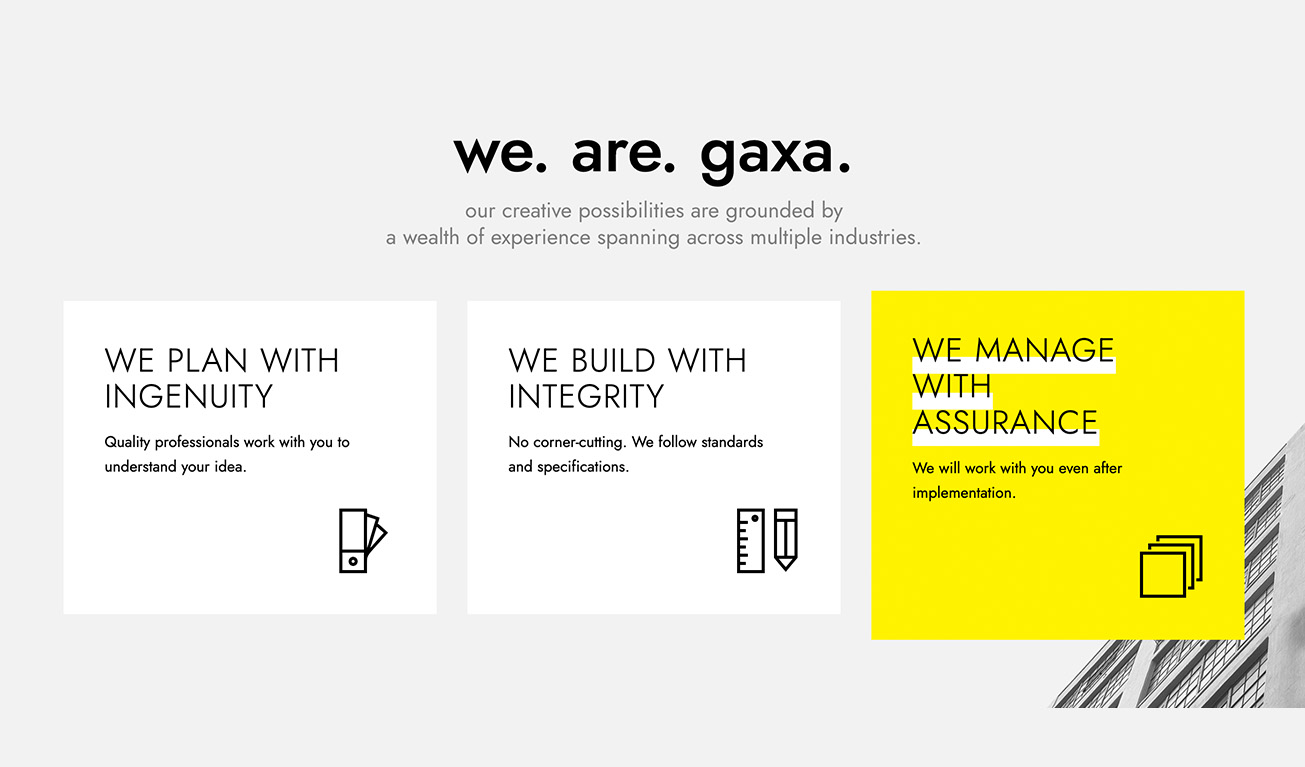 we. are. gaxa.
our creative possibilities are grounded by
a wealth of experience spanning across multiple industries.
WE PLAN WITH
INGENUITY
Quality professionals work with you to
understand your idea.
WE BUILD WITH
INTEGRITY
No corner-cutting. We follow standards
and specifications.
WE MANAGE
WITH
ASSURANCE
We will work with you even after
implementation.